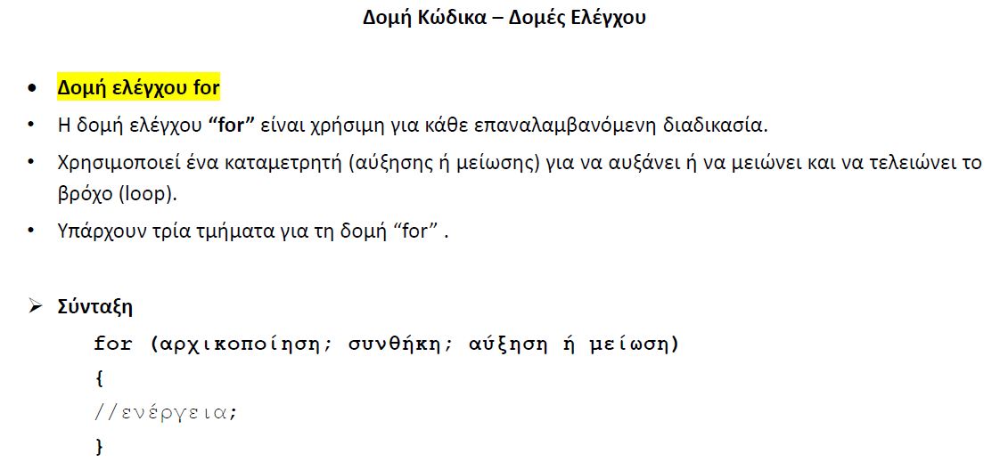 Δομή Κώδικα – Δομές Ελέγχου
• Δομή ελέγχου for
• Η δομή ελέγχου “for” είναι χρήσιμη για κάθε επαναλαμβανόμενη διαδικασία.
• Χρησιμοποιεί ένα καταμετρητή (αύξησης ή μείωσης) για να αυξάνει ή να μειώνει και να τελειώνει το
βρόχο (loop).
• Υπάρχουν τρία τμήματα για τη δομή “for” .
➢ Σύνταξη
for (αρχικοποίηση; συνθήκη; αύξηση ή μείωση)
{
//ενέργεια;
}